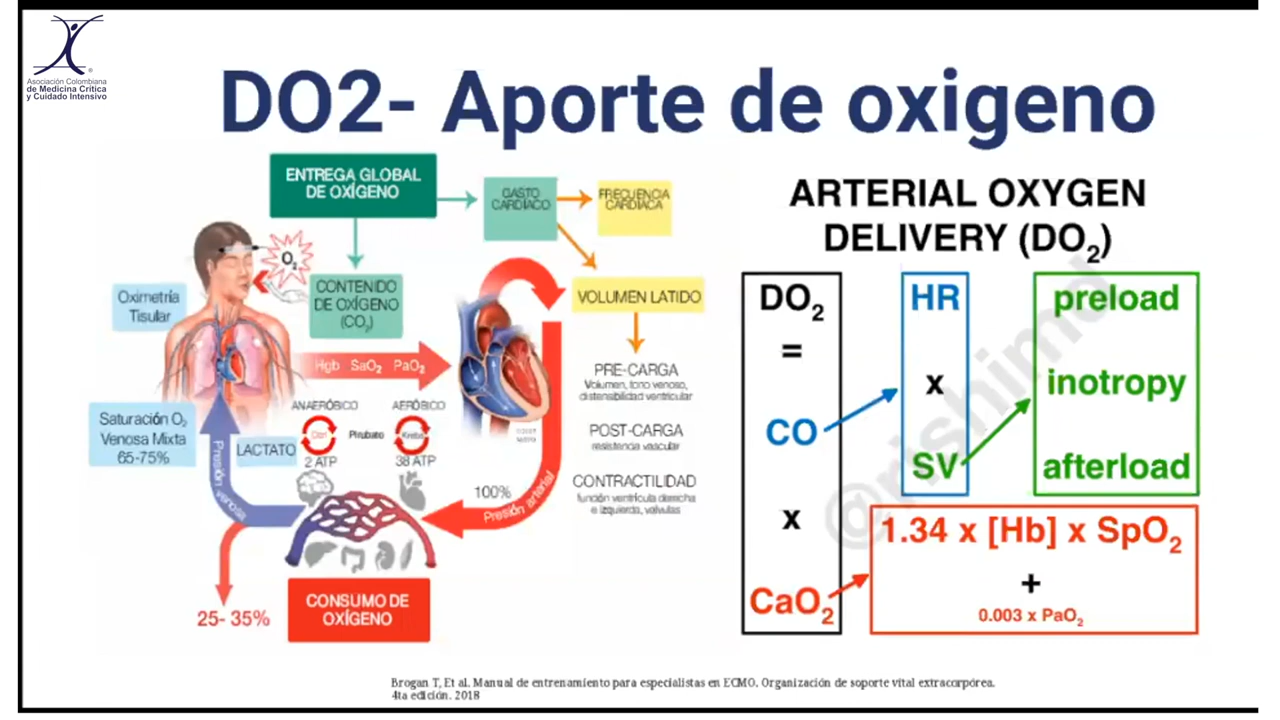 Asociación Colombiana
de Medicina Crítica
y Cuidado Intensivo
DO2- Aporte de oxigeno
ENTREGA GLOBAL
DE OXÍGENO
GASTO
CARDÍACO
FRECUENCIA
CARDÍACA
O2
Oximetría
Tisular
CONTENIDO
DE OXÍGENO
(CO2)
VOLUMEN LATIDO
Hgb SaO2 PaO2
PRE-CARGA
Volumen, tono venoso,
distensibilidad ventricular
POST-CARGA
resistencia vascular
CONTRACTILIDAD
función ventrícula derecha
e izquierda, valvulas
Saturación O2
Venosa Mixta
65-75%
LACTATO
ANAERÓBICO
AERÓBICO
Pirubato
Krebs
2 ATP
38 ATP
Presión venosa
100%
Presión arterial
25- 35%
CONSUMO DE
OXÍGENO
ARTERIAL OXYGEN
DELIVERY (DO2)
DO2
=
CO
x
CaO2
HR
x
SV
preload
inotropy
afterload
1.34 x [Hb] x SpO2
+
0.003 x PaO2
Brogan T, Et al. Manual de entrenamiento para especialistas en ECMO. Organización de soporte vital extracorpórea.
4ta edición. 2018